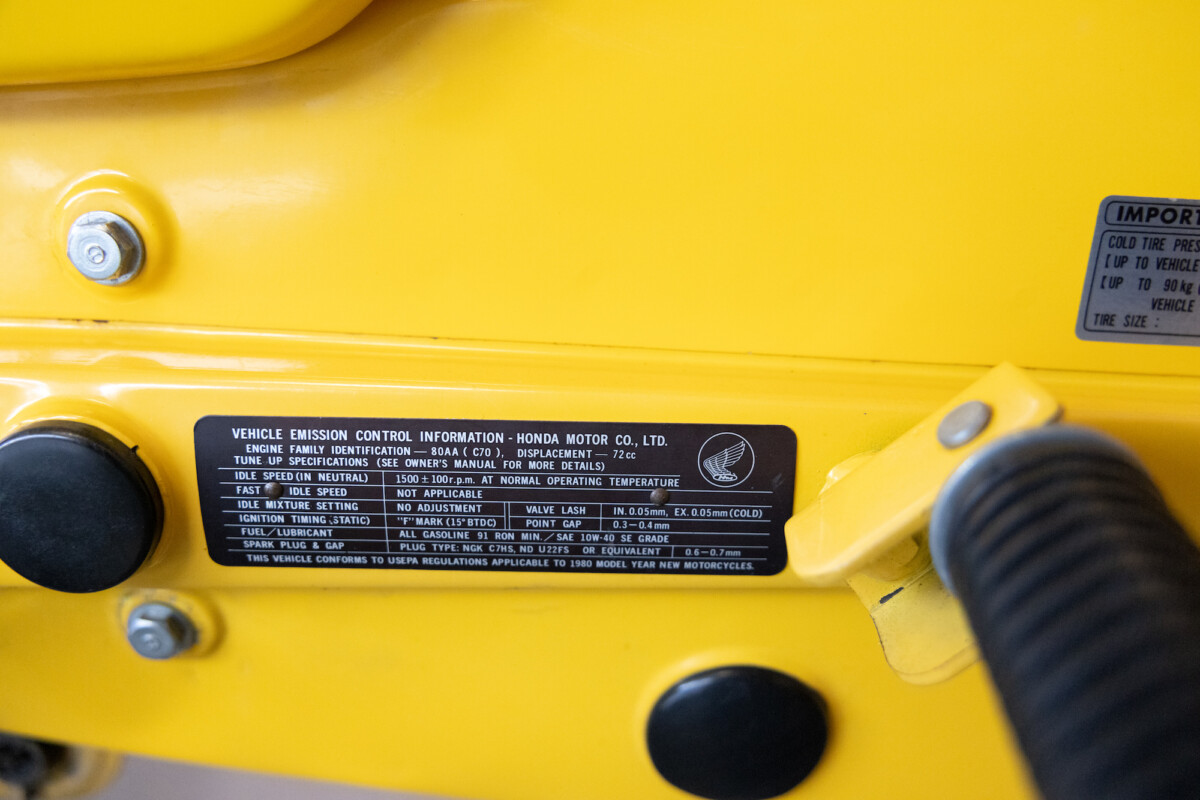 VEHICLE EMISSION CONTROL INFORMATION - HONDA MOTOR CO., LTD.
ENGINE FAMILY IDENTIFICATION — 80AA ( C70 ), DISPLACEMENT — 72cc
TUNE UP SPECIFICATIONS (SEE OWNER'S MANUAL FOR MORE DETAILS)
IDLE SPEED (IN NEUTRAL) 1500 ± 100r.p.m. AT NORMAL OPERATING TEMPERATURE
FAST IDLE SPEED NOT APPLICABLE
IDLE MIXTURE SETTING NO ADJUSTMENT VALVE LASH IN. 0.05mm, EX. 0.05mm (COLD)
IGNITION TIMING (STATIC) "F" MARK (15° BTDC) POINT GAP 0.3—0.4mm
FUEL/LUBRICANT ALL GASOLINE 91 RON MIN. / SAE 10W-40 SE GRADE
SPARK PLUG & GAP PLUG TYPE: NGK C7HS, ND U22FS OR EQUIVALENT 0.6—0.7mm
THIS VEHICLE CONFORMS TO USEPA REGULATIONS APPLICABLE TO 1980 MODEL YEAR NEW MOTORCYCLES.
IMPORT
COLD TIRE PRES
[ UP TO VEHICLE
[ UP TO 90 kg (
VEHICLE
TIRE SIZE :